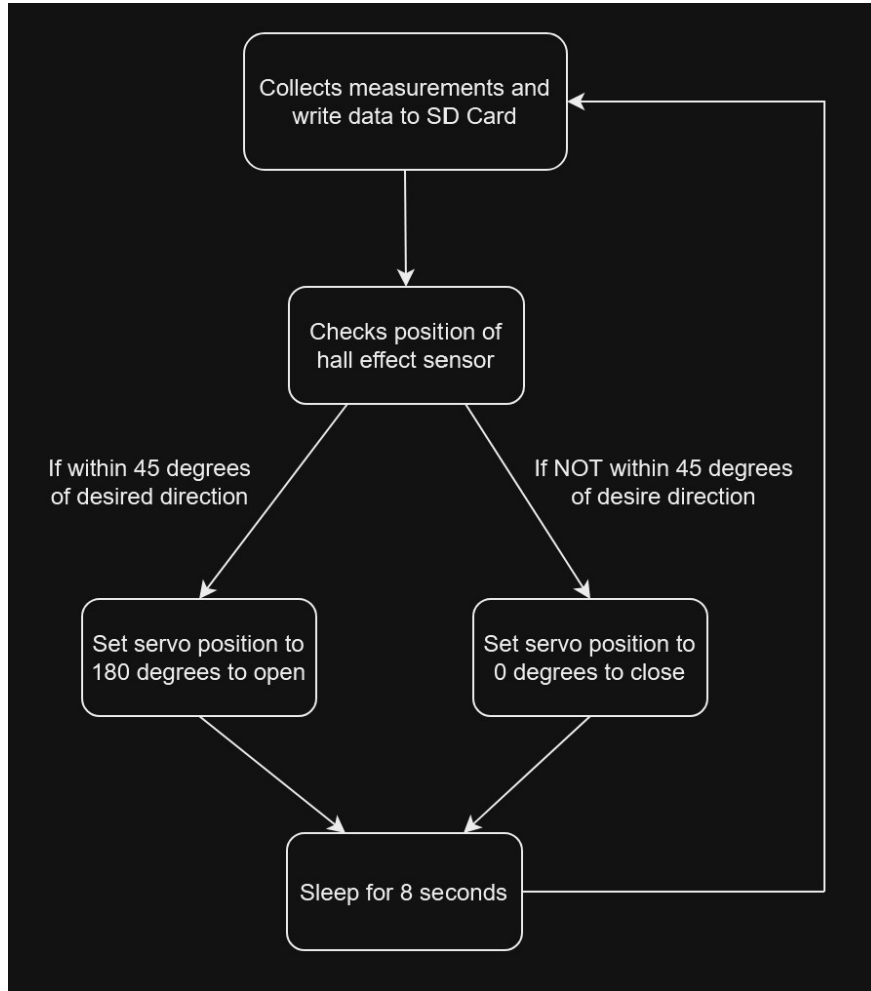 Collects measurements and
write data to SD Card
Checks position of
hall effect sensor
If within 45 degrees
of desired direction
If NOT within 45 degrees
of desire direction
Set servo position to
180 degrees to open
Set servo position to
0 degrees to close
Sleep for 8 seconds